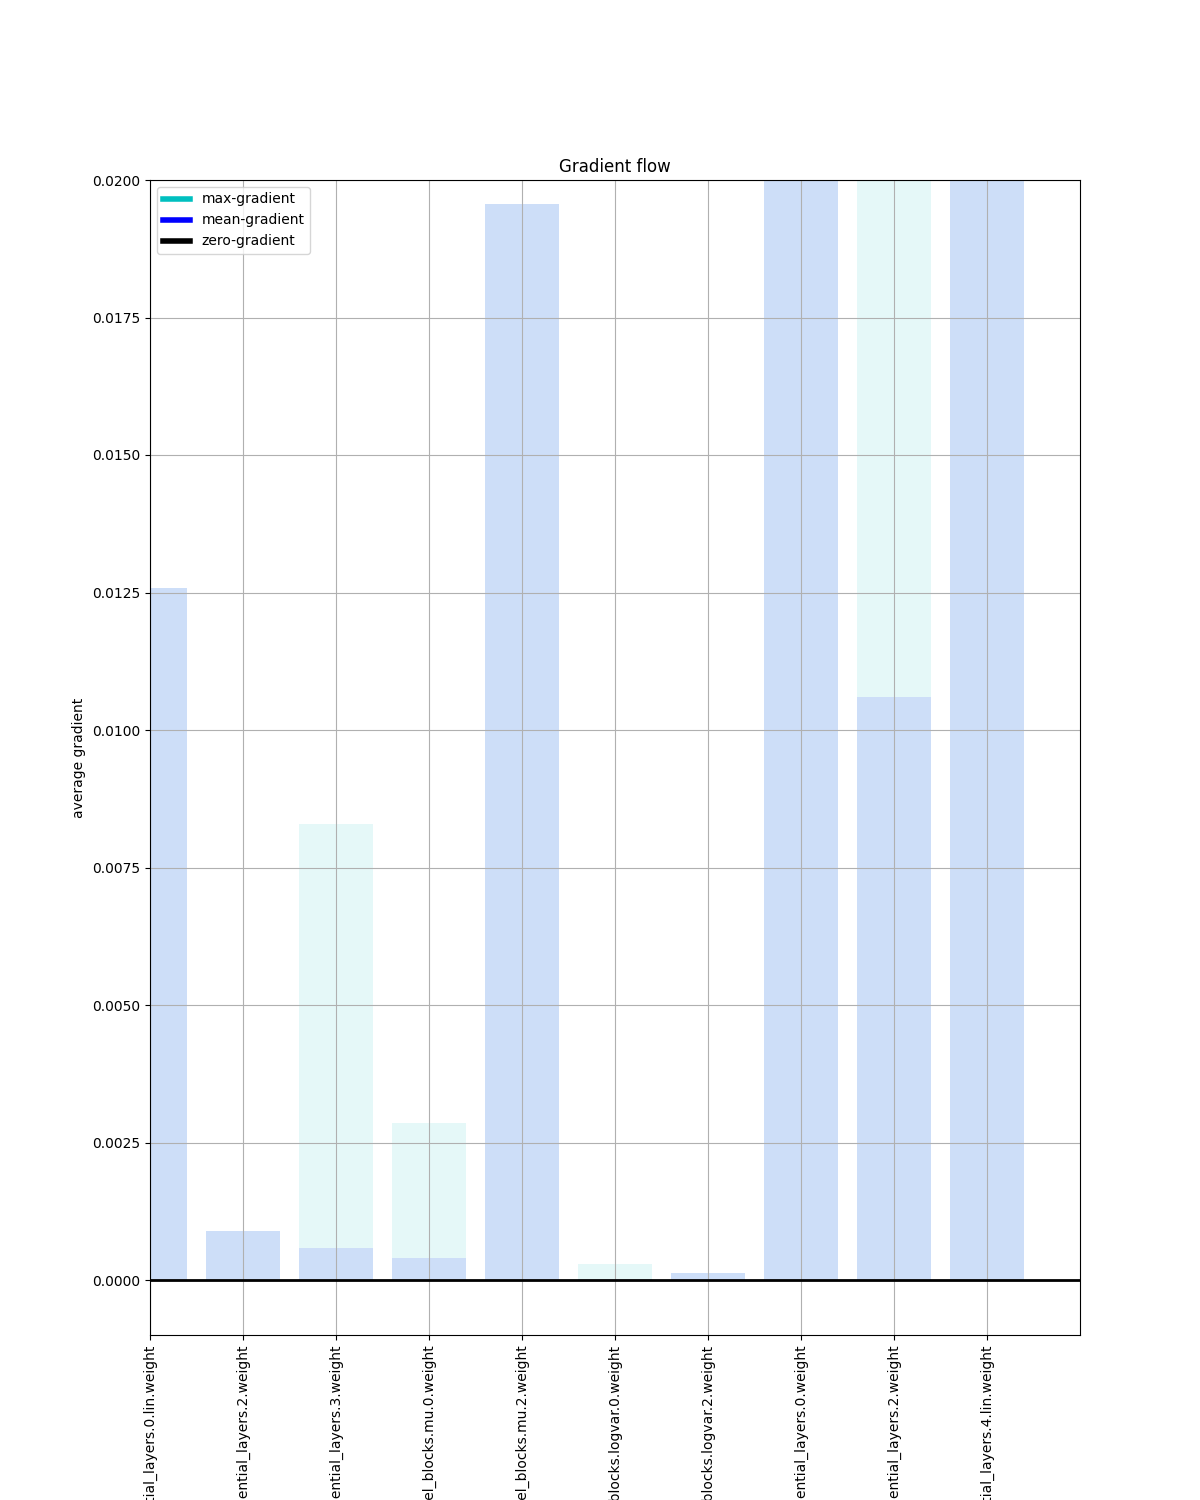 Gradient flow
max-gradient
mean-gradient
zero-gradient
average gradient
0.0200
0.0175
0.0150
0.0125
0.0100
0.0075
0.0050
0.0025
0.0000
tial_layers.0.lin.weight
ential_layers.2.weight
ential_layers.3.weight
el_blocks.mu.0.weight
el_blocks.mu.2.weight
blocks.logvar.0.weight
blocks.logvar.2.weight
ential_layers.0.weight
ential_layers.2.weight
tial_layers.4.lin.weight